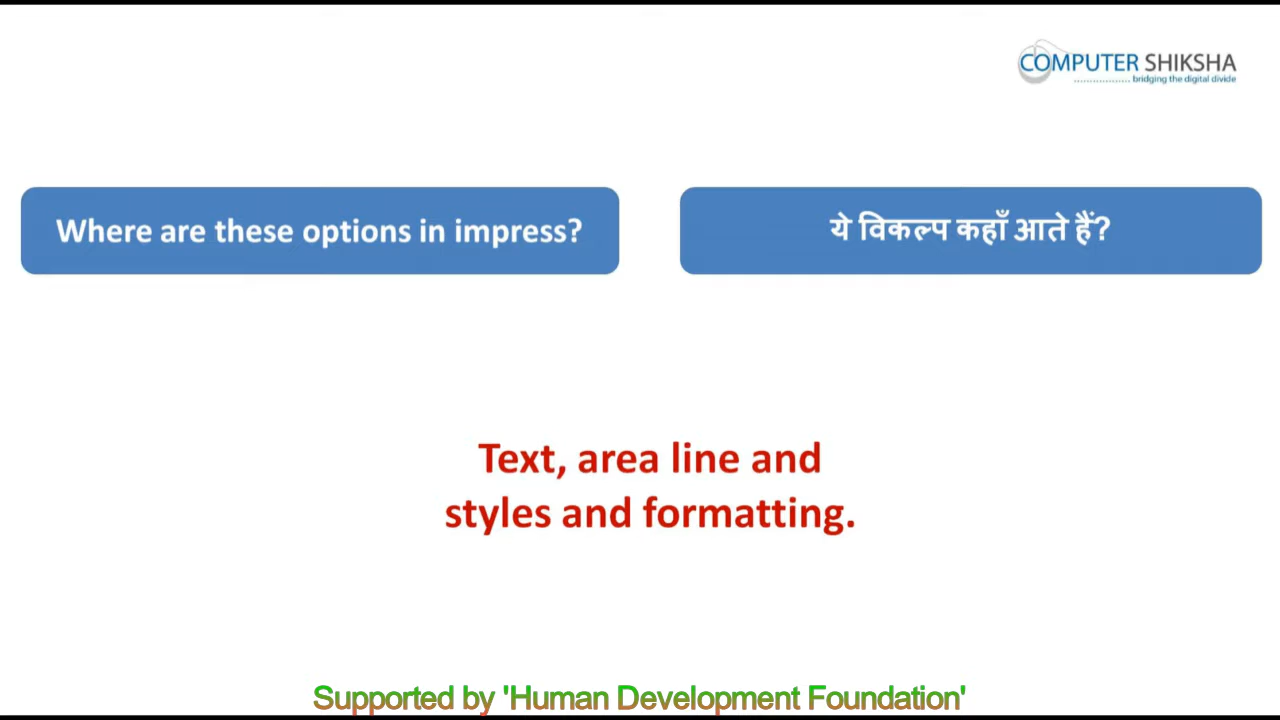 COMPUTER SHIKSHA
bridging the digital divide
Where are these options in impress?
ये विकल्प कहाँ आते हैं?
Text, area line and
styles and formatting.
Supported by 'Human Development Foundation'